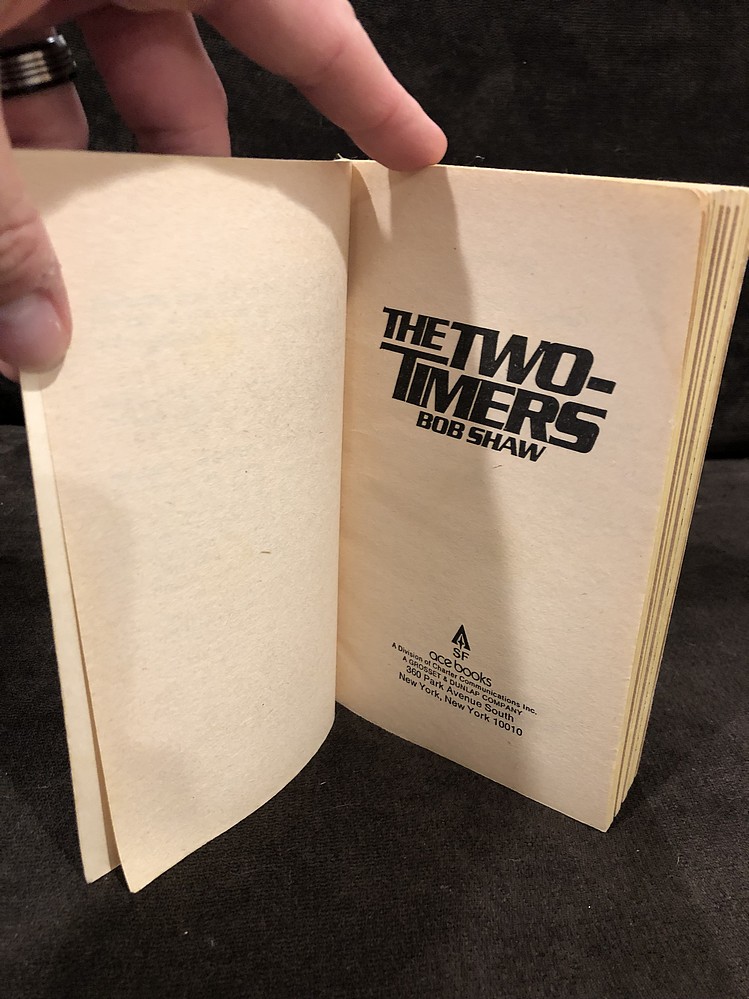 THE TWO-
TIMERS
BOB SHAW
SF
ace books
A Division of Charter Communications Inc.
A GROSSET & DUNLAP COMPANY
360 Park Avenue South
New York, New York 10010